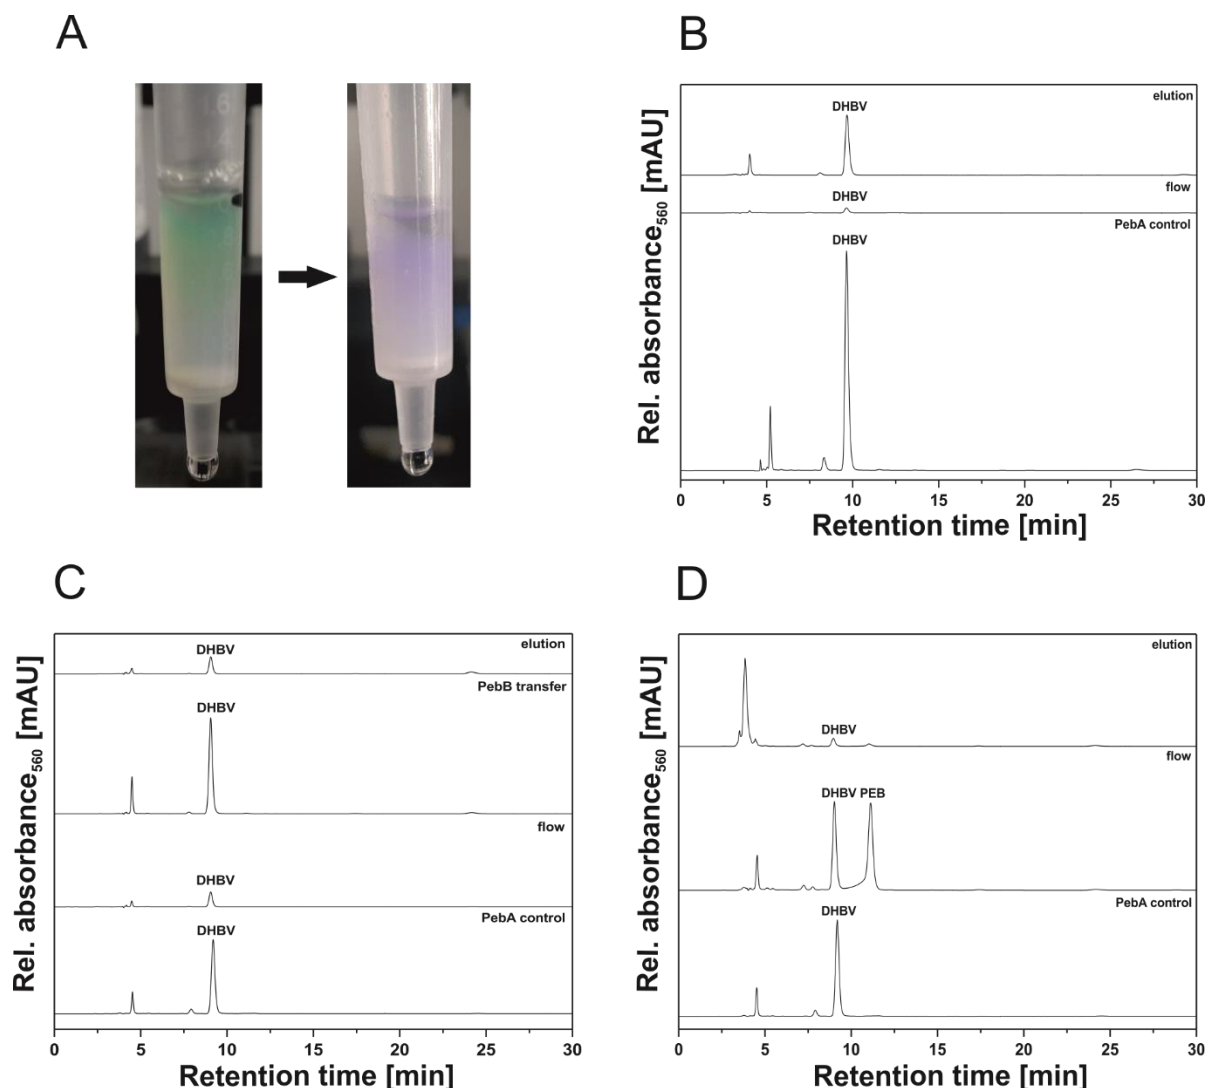 A
B
Rel. absorbance560 [mAU]
elution
DHBV
flow
DHBV
PebA control
DHBV
0 5 10 15 20 25 30
Retention time [min]
C
Rel. absorbance560 [mAU]
elution
DHBV
PebB transfer
DHBV
flow
DHBV
PebA control
DHBV
0 5 10 15 20 25 30
Retention time [min]
D
Rel. absorbance560 [mAU]
elution
DHBV
flow
DHBV PEB
PebA control
DHBV
0 5 10 15 20 25 30
Retention time [min]